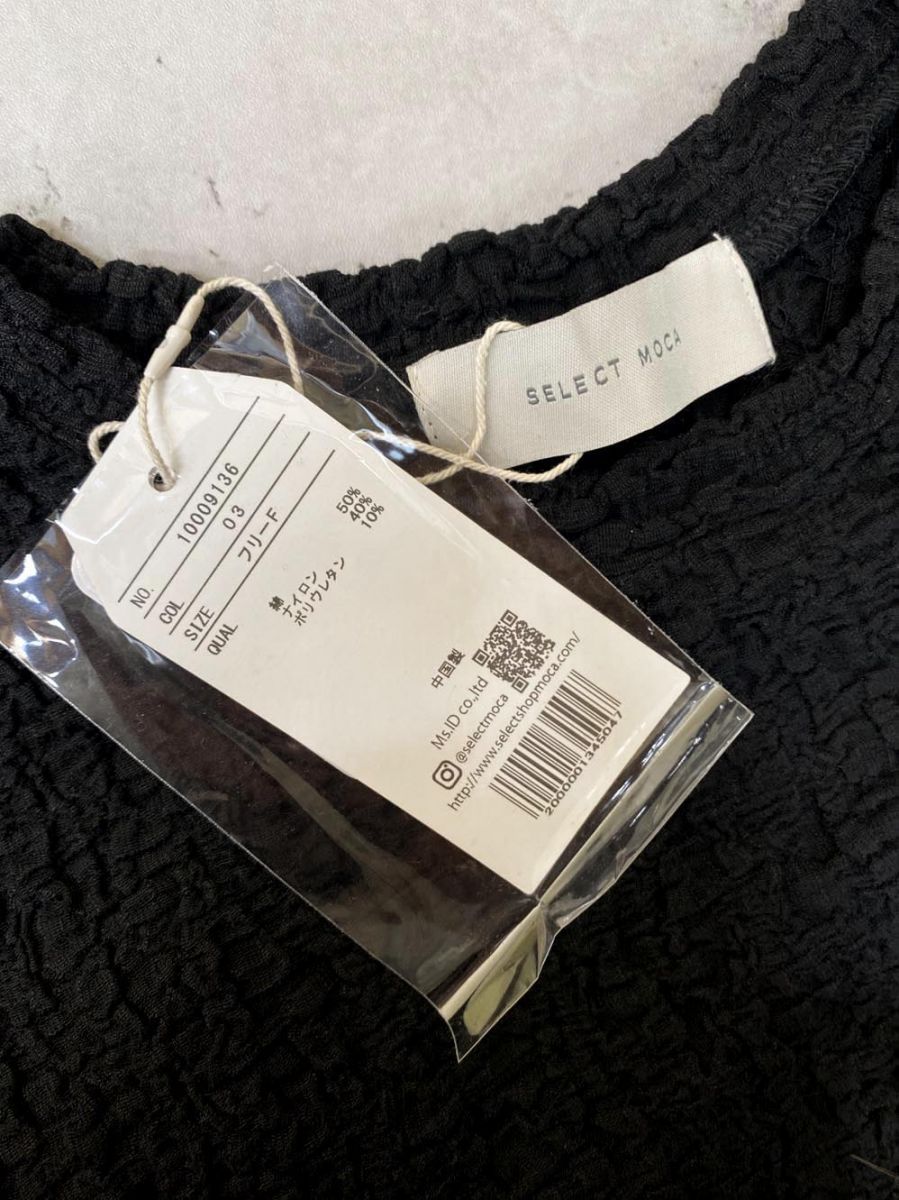 SELECT MOCA
NO. 10009136
COL 03
SIZE フリーF
QUAL
綿 50%
ナイロン 40%
ポリウレタン 10%
中国製
Ms.ID co.,ltd
@selectmoca
http://www.selectshopmoca.com/
2000001345047